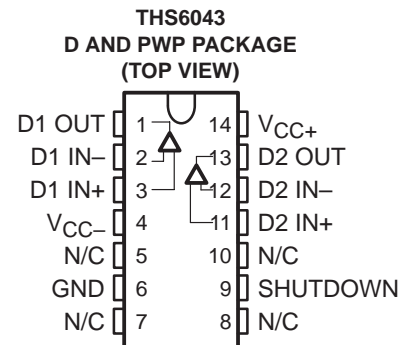 THS6043
D AND PWP PACKAGE
(TOP VIEW)
D1 OUT 1 14 VCC+
D1 IN– 2 13 D2 OUT
D1 IN+ 3 12 D2 IN–
VCC– 4 11 D2 IN+
N/C 5 10 N/C
GND 6 9 SHUTDOWN
N/C 7 8 N/C